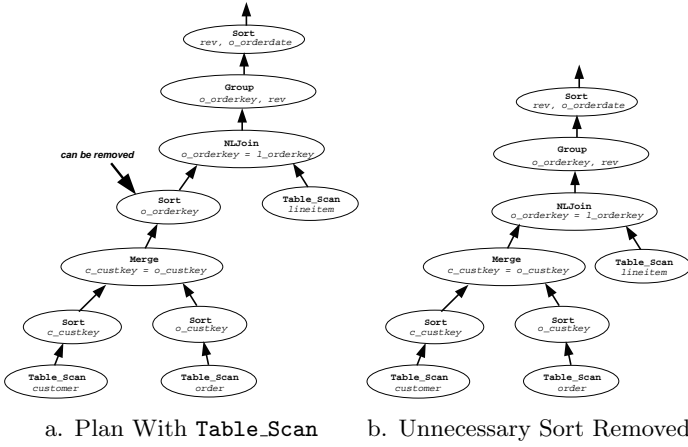 Sort
rev, o_orderdate
Group
o_orderkey, rev
NLJoin
o_orderkey = l_orderkey
can be removed
Sort
o_orderkey
Table_Scan
lineitem
Merge
c_custkey = o_custkey
Sort
c_custkey
Sort
o_custkey
Table_Scan
customer
Table_Scan
order
a. Plan With Table_Scan
Sort
rev, o_orderdate
Group
o_orderkey, rev
NLJoin
o_orderkey = l_orderkey
Merge
c_custkey = o_custkey
Table_Scan
lineitem
Sort
c_custkey
Sort
o_custkey
Table_Scan
customer
Table_Scan
order
b. Unnecessary Sort Removed